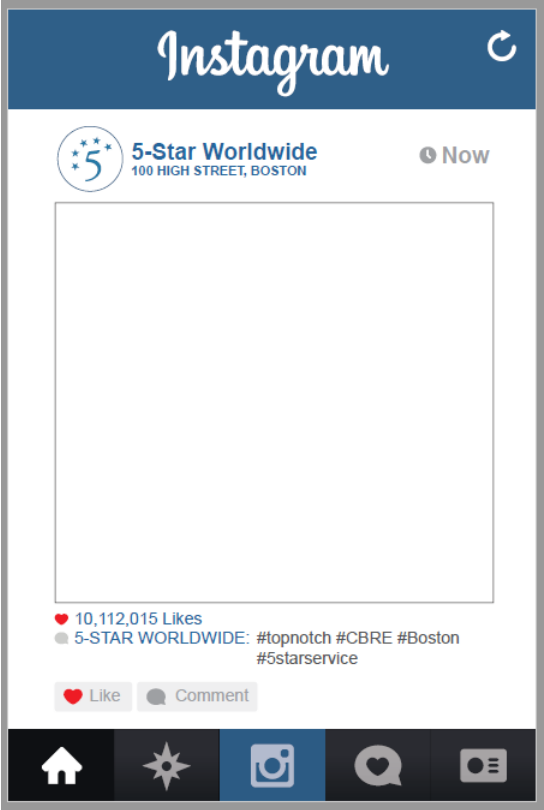 Instagram
5
5-Star Worldwide
Now
100 HIGH STREET, BOSTON
10,112,015 Likes
5-STAR WORLDWIDE: #topnotch #CBRE #Boston
#5starservice
Like
Comment